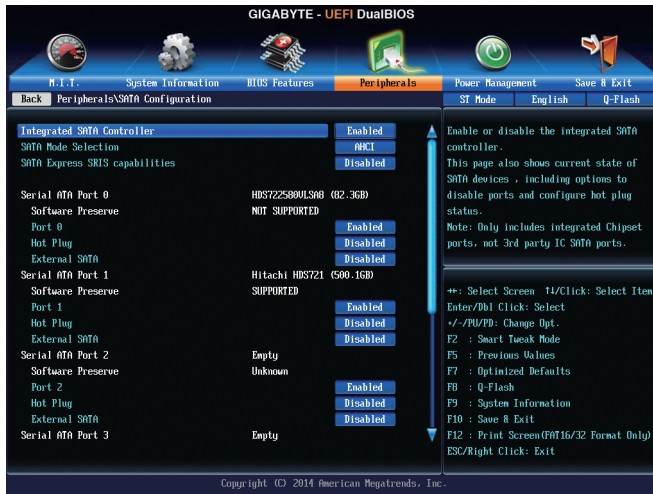 GIGABYTE - UEFI DualBIOS
M.I.T. System Information BIOS Features Peripherals Power Management Save & Exit
Back Peripherals\SATA Configuration ST Mode English Q-Flash
Integrated SATA Controller Enabled
SATA Mode Selection AHCI
SATA Express SRIS capabilities Disabled
Serial ATA Port 0 HDS722580VLSA8 (82.3GB)
Software Preserve NOT SUPPORTED
Port 0 Enabled
Hot Plug Disabled
External SATA Disabled
Serial ATA Port 1 Hitachi HDS721 (500.1GB)
Software Preserve SUPPORTED
Port 1 Enabled
Hot Plug Disabled
External SATA Disabled
Serial ATA Port 2 Empty
Software Preserve Unknown
Port 2 Enabled
Hot Plug Disabled
External SATA Disabled
Serial ATA Port 3 Empty
Enable or disable the integrated SATA
controller.
This page also shows current state of
SATA devices , including options to
disable ports and configure hot plug
status.
Note: Only includes integrated Chipset
ports, not 3rd party IC SATA ports.
↔: Select Screen ↑↓/Click: Select Item
Enter/Dbl Click: Select
+/-/PU/PD: Change Opt.
F2 : Smart Tweak Mode
F5 : Previous Values
F7 : Optimized Defaults
F8 : Q-Flash
F9 : System Information
F10 : Save & Exit
F12 : Print Screen(FAT16/32 Format Only)
ESC/Right Click: Exit
Copyright (C) 2014 American Megatrends, Inc.